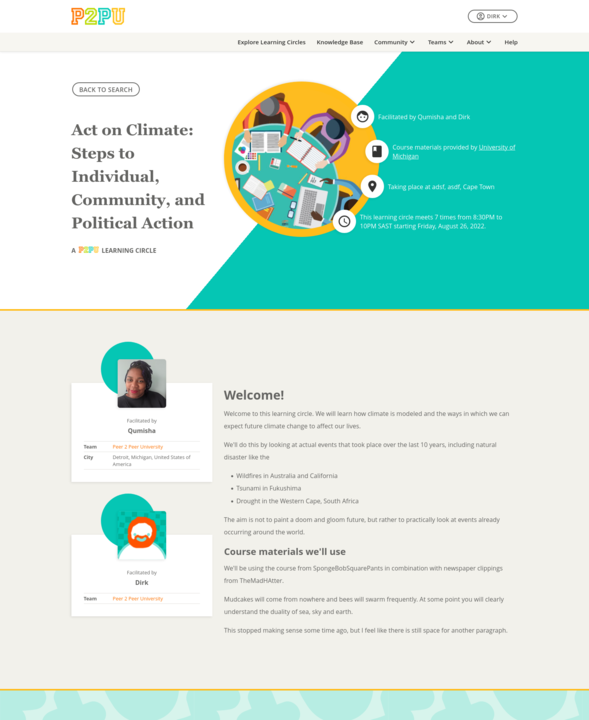 P2PU
DIRK
Explore Learning Circles Knowledge Base Community Teams About Help
BACK TO SEARCH
Act on Climate:
Steps to
Individual,
Community, and
Political Action
A P2PU LEARNING CIRCLE
Facilitated by Qumisha and Dirk
Course materials provided by University of
Michigan
Taking place at adsf, asdf, Cape Town
This learning circle meets 7 times from 8:30PM to
10PM SAST starting Friday, August 26, 2022.
Facilitated by
Qumisha
Team Peer 2 Peer University
City Detroit, Michigan, United States of
America
Facilitated by
Dirk
Team Peer 2 Peer University
Welcome!
Welcome to this learning circle. We will learn how climate is modeled and the ways in which we can
expect future climate change to affect our lives.
We'll do this by looking at actual events that took place over the last 10 years, including natural
disaster like the
• Wildfires in Australia and California
• Tsunami in Fukushima
• Drought in the Western Cape, South Africa
The aim is not to paint a doom and gloom future, but rather to practically look at events already
occurring around the world.
Course materials we'll use
We'll be using the course from SpongeBobSquarePants in combination with newspaper clippings
from TheMadHAtter.
Mudcakes will come from nowhere and bees will swarm frequently. At some point you will clearly
understand the duality of sea, sky and earth.
This stopped making sense some time ago, but I feel like there is still space for another paragraph.